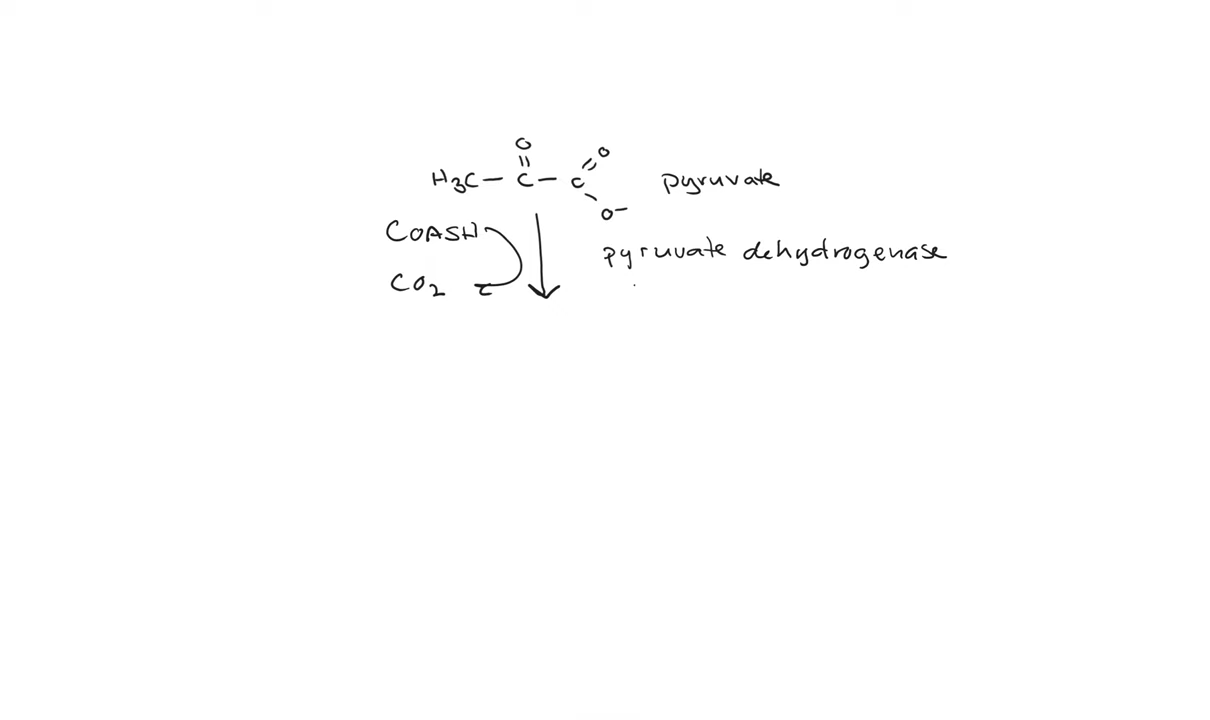 O O
H3C — C — C pyruvate
O−
COASH
pyruvate dehydrogenase
CO2